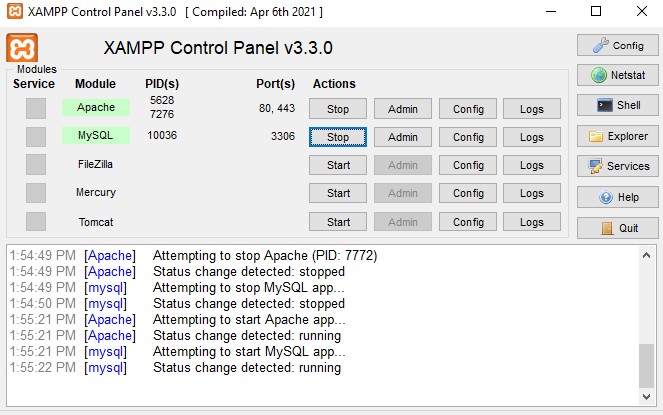 XAMPP Control Panel v3.3.0 [ Compiled: Apr 6th 2021 ]
XAMPP Control Panel v3.3.0
Config
Modules
Service Module PID(s) Port(s) Actions
Netstat
Apache 5628 7276 80, 443 Stop Admin Config Logs
Shell
MySQL 10036 3306 Stop Admin Config Logs
Explorer
FileZilla Start Admin Config Logs
Services
Mercury Start Admin Config Logs
Help
Tomcat Start Admin Config Logs
Quit
1:54:49 PM [Apache] Attempting to stop Apache (PID: 7772)
1:54:49 PM [Apache] Status change detected: stopped
1:54:49 PM [mysql] Attempting to stop MySQL app...
1:54:50 PM [mysql] Status change detected: stopped
1:55:21 PM [Apache] Attempting to start Apache app...
1:55:21 PM [Apache] Status change detected: running
1:55:21 PM [mysql] Attempting to start MySQL app...
1:55:22 PM [mysql] Status change detected: running